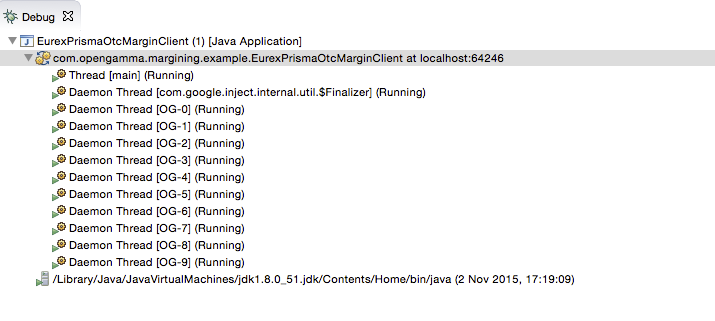 Debug
EurexPrismaOtcMarginClient (1) [Java Application]
com.opengamma.margining.example.EurexPrismaOtcMarginClient at localhost:64246
Thread [main] (Running)
Daemon Thread [com.google.inject.internal.util.$Finalizer] (Running)
Daemon Thread [OG-0] (Running)
Daemon Thread [OG-1] (Running)
Daemon Thread [OG-2] (Running)
Daemon Thread [OG-3] (Running)
Daemon Thread [OG-4] (Running)
Daemon Thread [OG-5] (Running)
Daemon Thread [OG-6] (Running)
Daemon Thread [OG-7] (Running)
Daemon Thread [OG-8] (Running)
Daemon Thread [OG-9] (Running)
/Library/Java/JavaVirtualMachines/jdk1.8.0_51.jdk/Contents/Home/bin/java (2 Nov 2015, 17:19:09)